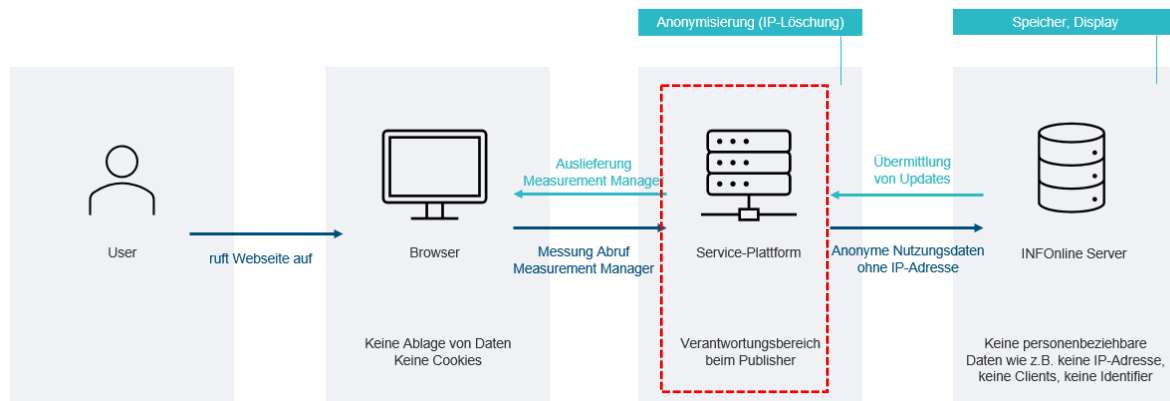 Anonymisierung (IP-Löschung)
Speicher, Display
Auslieferung
Measurement Manager
Übermittlung
von Updates
User
ruft Webseite auf
Browser
Messung Abruf
Measurement Manager
Service-Plattform
Anonyme Nutzungsdaten
ohne IP-Adresse
INFOnline Server
Keine Ablage von Daten
Keine Cookies
Verantwortungsbereich
beim Publisher
Keine personenbeziehbare
Daten wie z.B. keine IP-Adresse,
keine Clients, keine Identifier